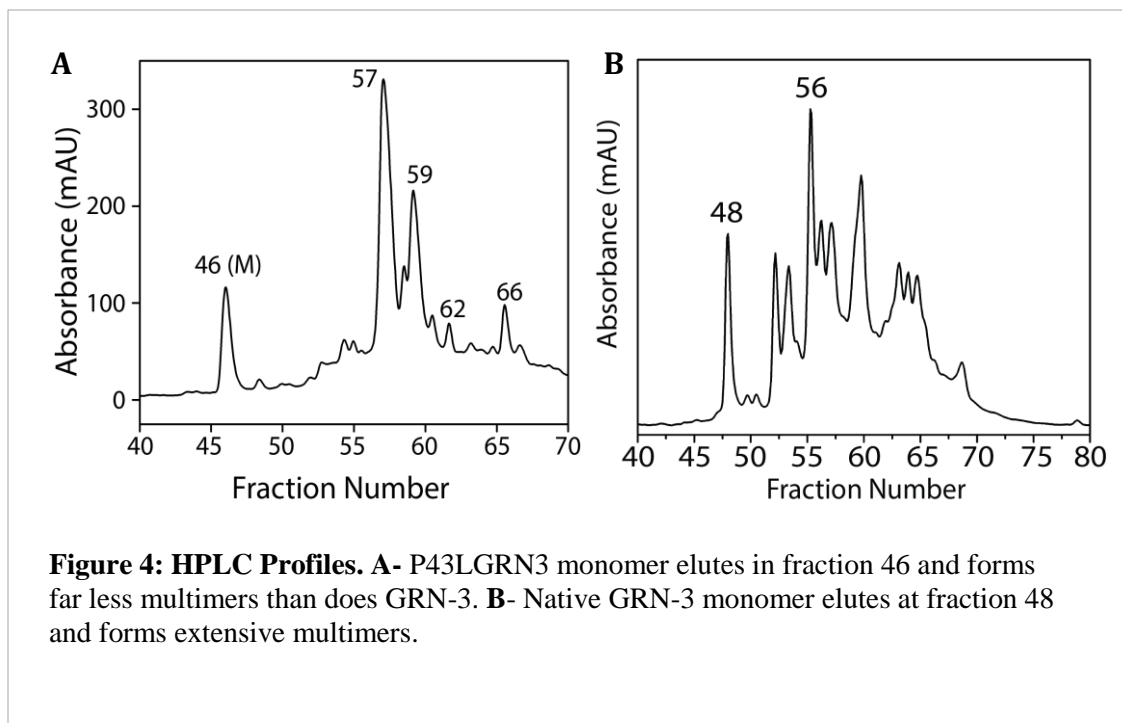 A
B
Absorbance (mAU)
300
200
100
0
46 (M)
57
59
62
66
40 45 50 55 60 65 70
Fraction Number
Absorbance (mAU)
48
56
40 45 50 55 60 65 70 80
Fraction Number
Figure 4: HPLC Profiles. A- P43LGRN3 monomer elutes in fraction 46 and forms
far less multimers than does GRN-3. B- Native GRN-3 monomer elutes at fraction 48
and forms extensive multimers.